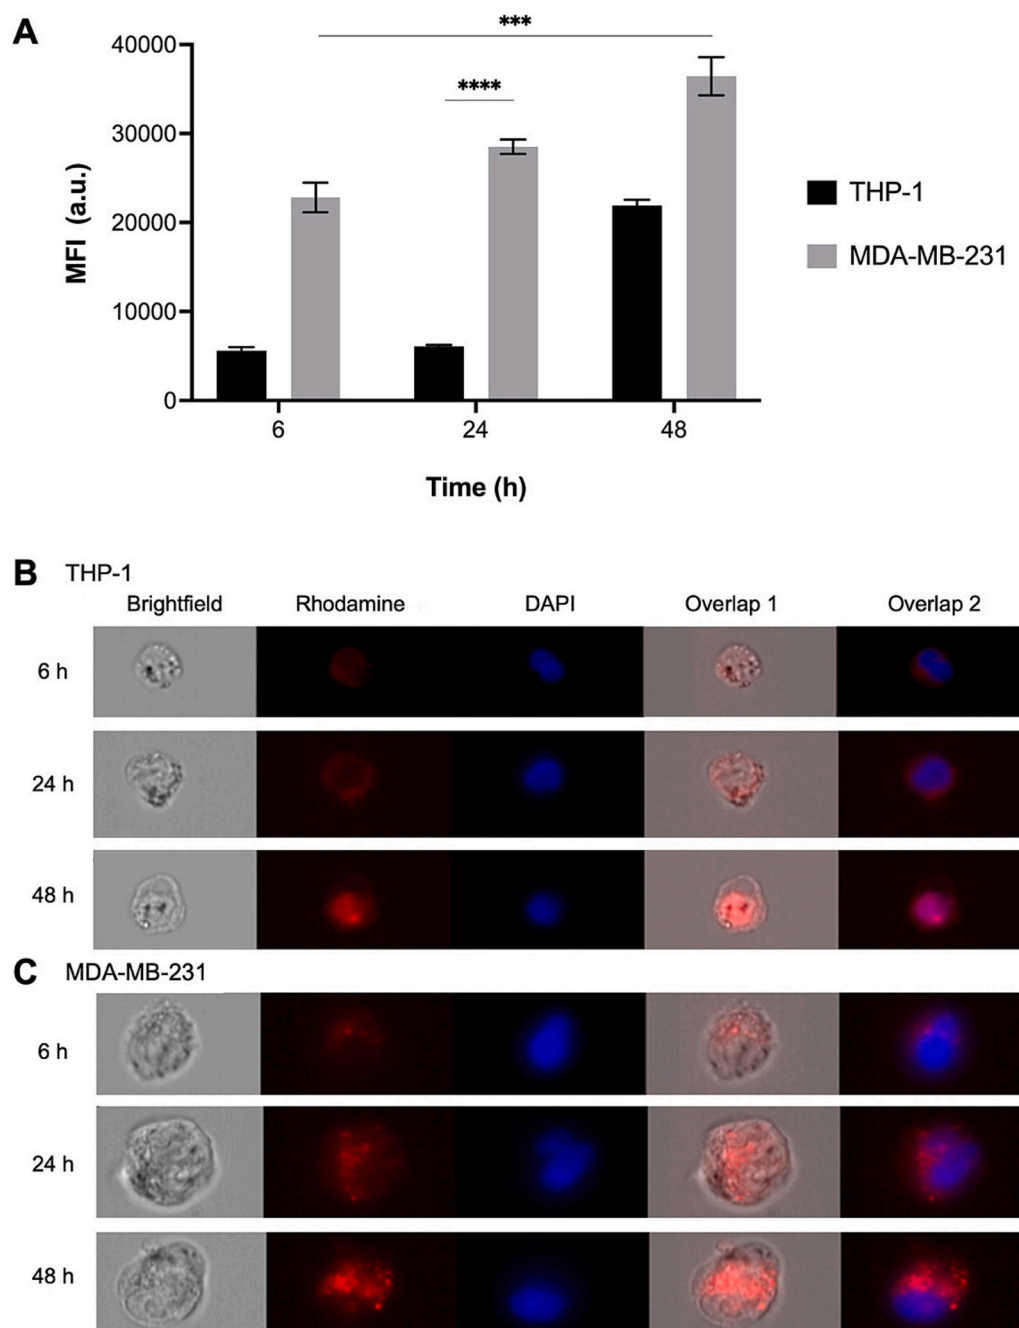 A
***
40000
****
30000
20000
10000
0
MFI (a.u.)
THP-1
MDA-MB-231
6 24 48
Time (h)
B THP-1
Brightfield Rhodamine DAPI Overlap 1 Overlap 2
6 h
24 h
48 h
C MDA-MB-231
6 h
24 h
48 h